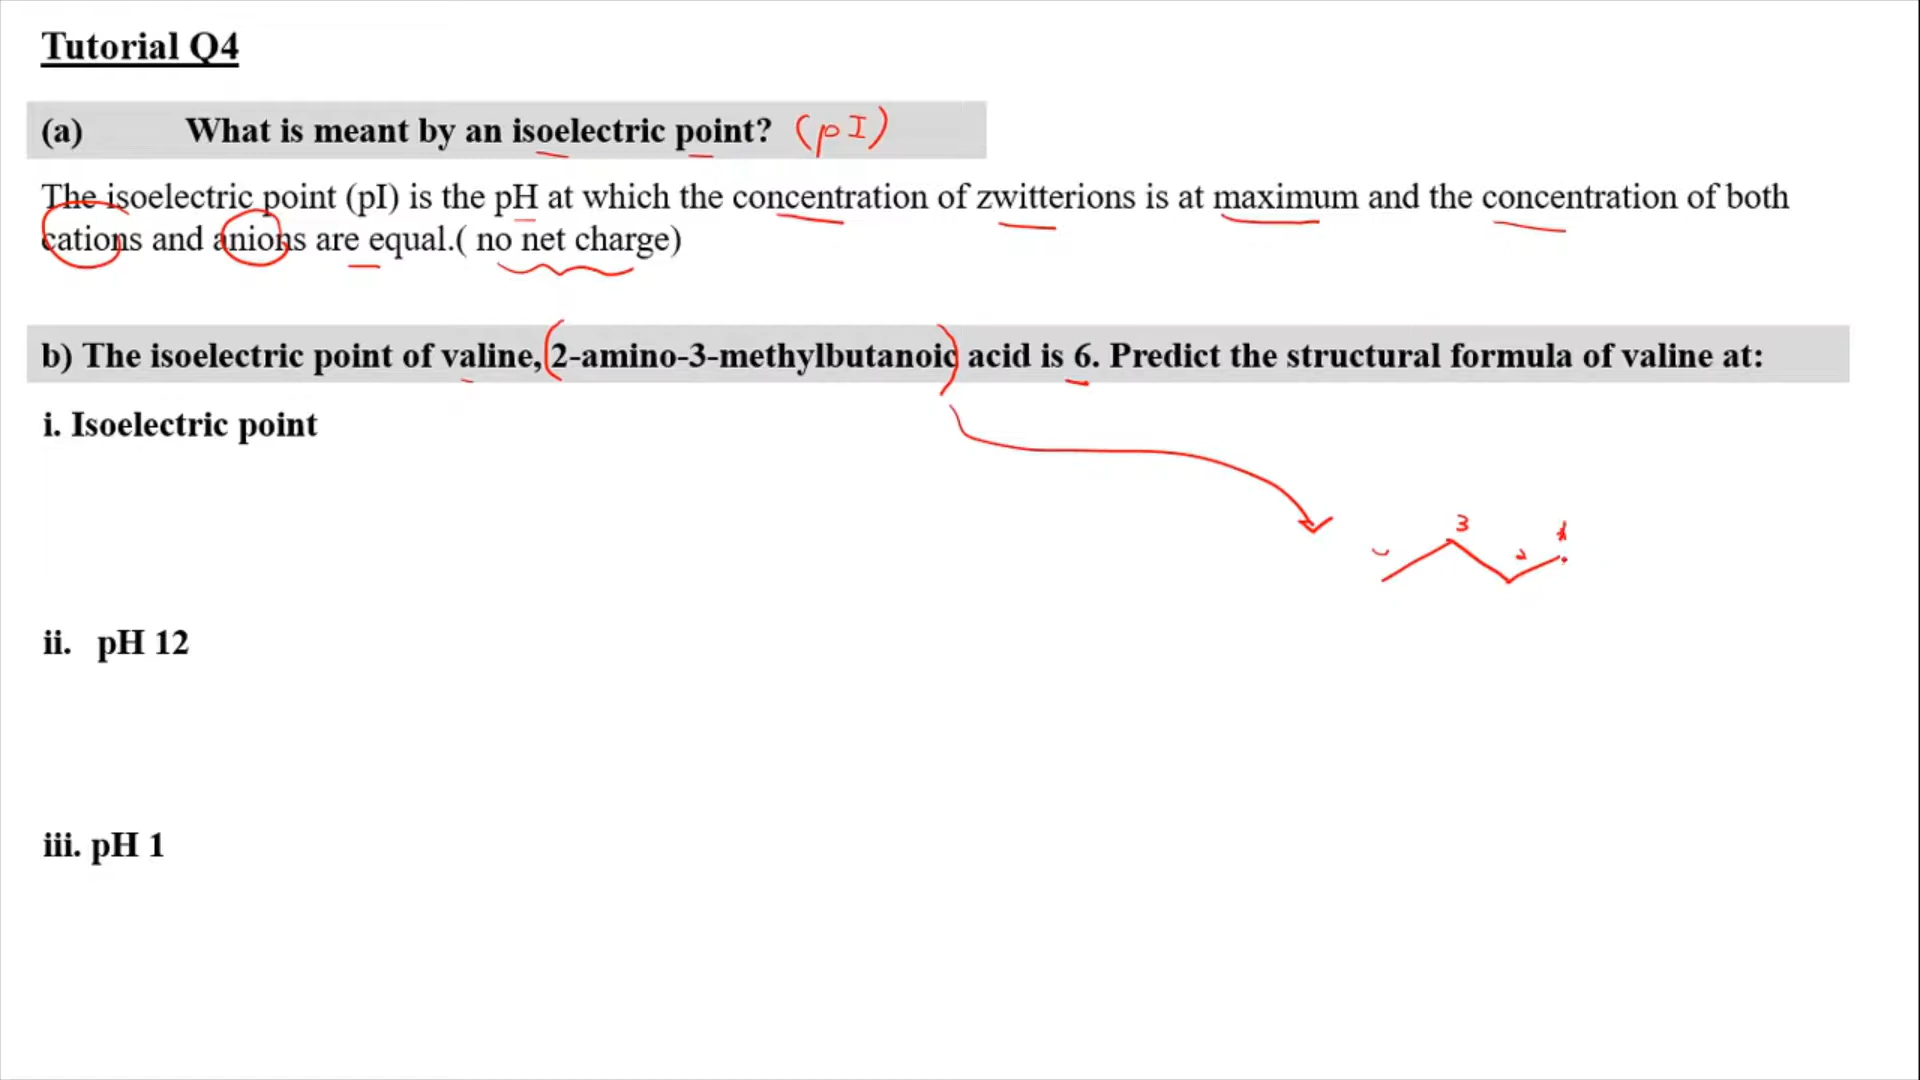 Tutorial Q4
(a) What is meant by an isoelectric point? (pI)
The isoelectric point (pI) is the pH at which the concentration of zwitterions is at maximum and the concentration of both
cations and anions are equal.( no net charge)
b) The isoelectric point of valine, (2-amino-3-methylbutanoic) acid is 6. Predict the structural formula of valine at:
i. Isoelectric point
3
2 1
ii. pH 12
iii. pH 1